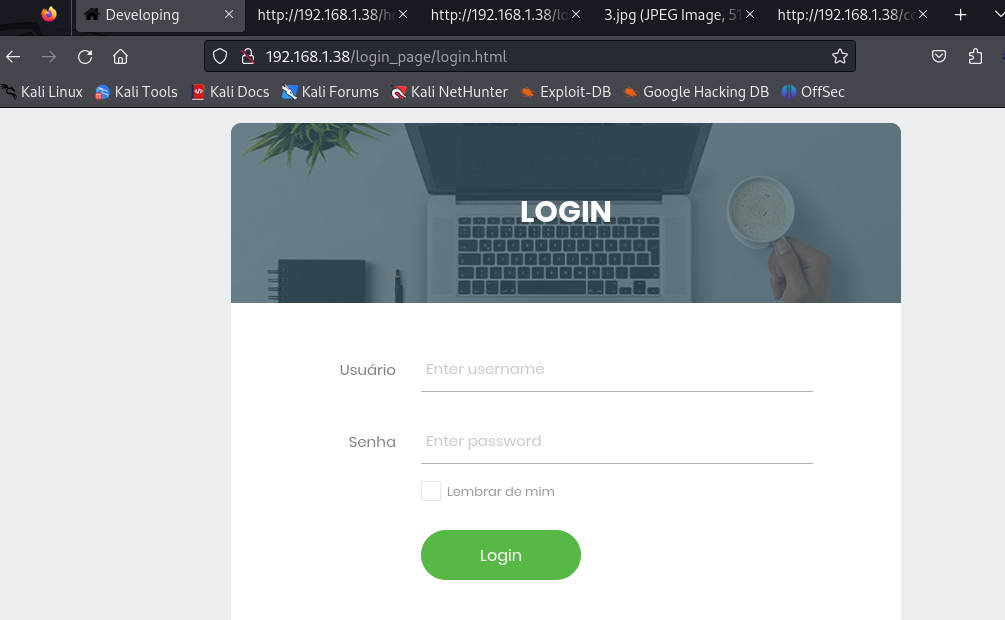 Developing
http://192.168.1.38/h
http://192.168.1.38/l
3.jpg (JPEG Image, 51
http://192.168.1.38/c
192.168.1.38/login_page/login.html
Kali Linux Kali Tools Kali Docs Kali Forums Kali NetHunter Exploit-DB Google Hacking DB OffSec
LOGIN
Usuário Enter username
Senha Enter password
Lembrar de mim
Login